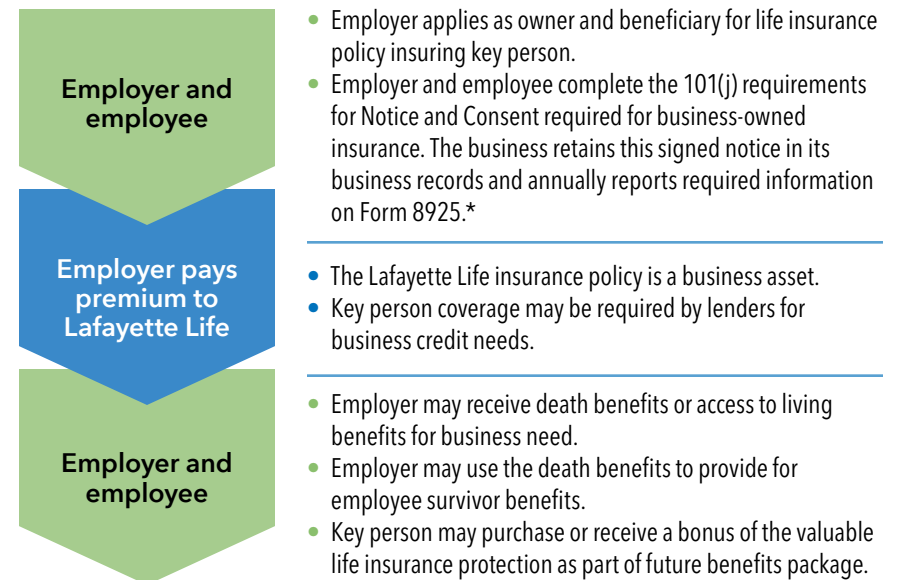 Employer and
employee
• Employer applies as owner and beneficiary for life insurance
policy insuring key person.
• Employer and employee complete the 101(j) requirements
for Notice and Consent required for business-owned
insurance. The business retains this signed notice in its
business records and annually reports required information
on Form 8925.*
Employer pays
premium to
Lafayette Life
• The Lafayette Life insurance policy is a business asset.
• Key person coverage may be required by lenders for
business credit needs.
Employer and
employee
• Employer may receive death benefits or access to living
benefits for business need.
• Employer may use the death benefits to provide for
employee survivor benefits.
• Key person may purchase or receive a bonus of the valuable
life insurance protection as part of future benefits package.